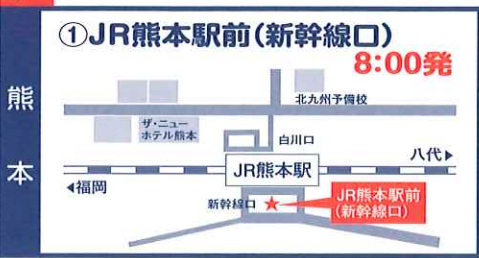 ①JR熊本駅前(新幹線口)
8:00発
熊本
北九州予備校
ザ・ニュー
ホテル熊本
白川口
八代▶
JR熊本駅
◀福岡
新幹線口
JR熊本駅前
(新幹線口)